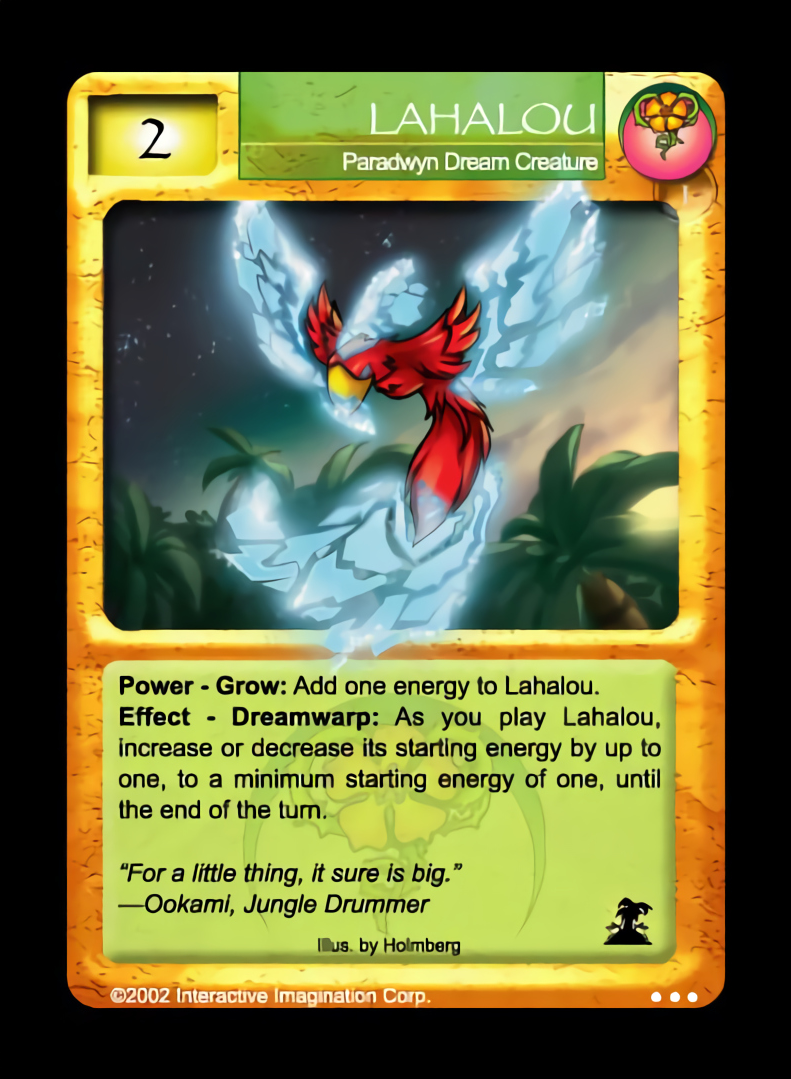 2
LAHALOU
Paradwyn Dream Creature
1
Power - Grow: Add one energy to Lahalou.
Effect - Dreamwarp: As you play Lahalou,
increase or decrease its starting energy by up to
one, to a minimum starting energy of one, until
the end of the turn.
“For a little thing, it sure is big.”
—Ookami, Jungle Drummer
Illus. by Holmberg
©2002 Interactive Imagination Corp.